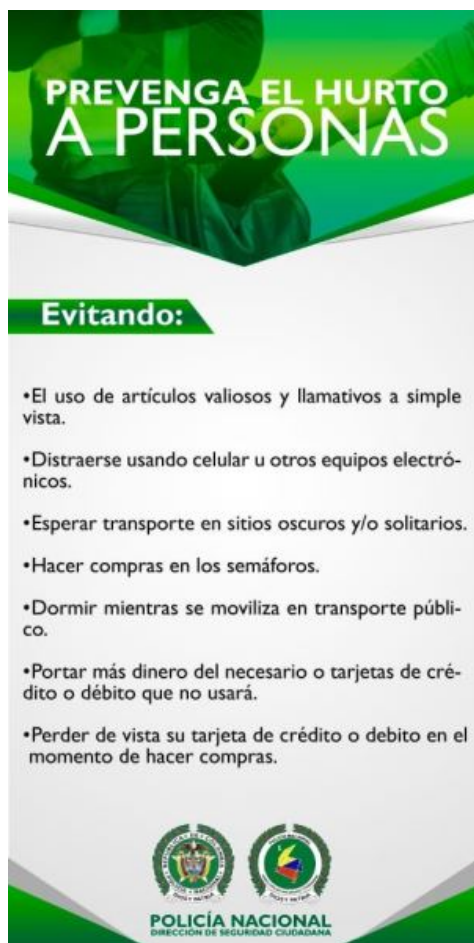 PREVENGA EL HURTO
A PERSONAS
Evitando:
•El uso de artículos valiosos y llamativos a simple
vista.
•Distraerse usando celular u otros equipos electró-
nicos.
•Esperar transporte en sitios oscuros y/o solitarios.
•Hacer compras en los semáforos.
•Dormir mientras se moviliza en transporte públi-
co.
•Portar más dinero del necesario o tarjetas de cré-
dito o débito que no usará.
•Perder de vista su tarjeta de crédito o debito en el
momento de hacer compras.
POLICÍA NACIONAL
DIRECCIÓN DE SEGURIDAD CIUDADANA